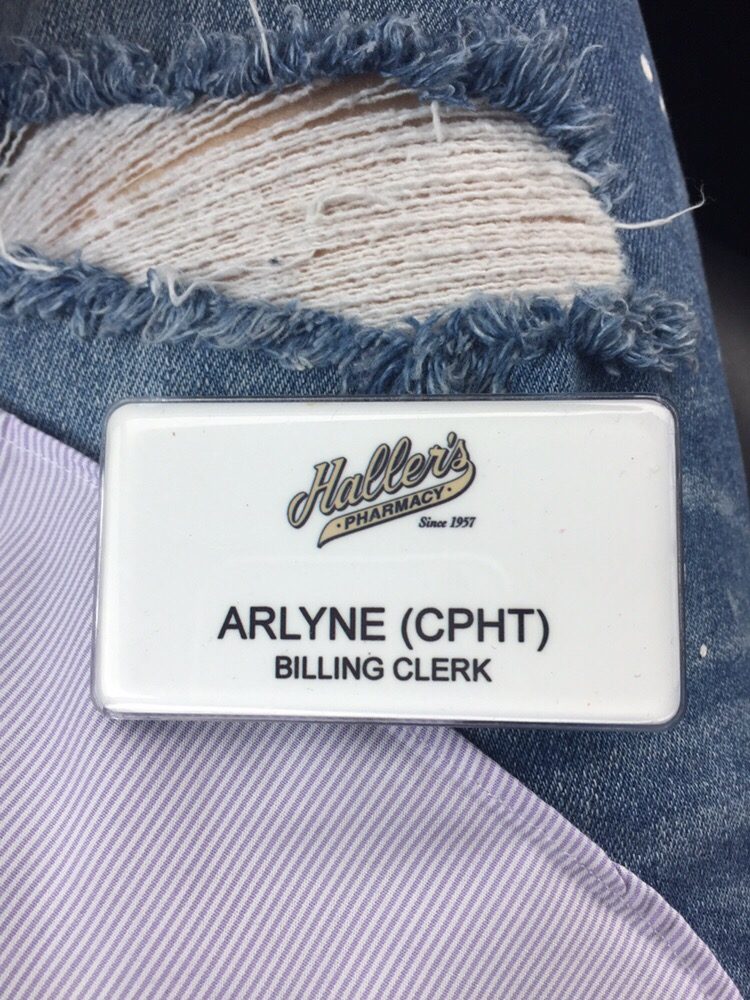 Haller's
·PHARMACY·
Since 1957
ARLYNE (CPHT)
BILLING CLERK